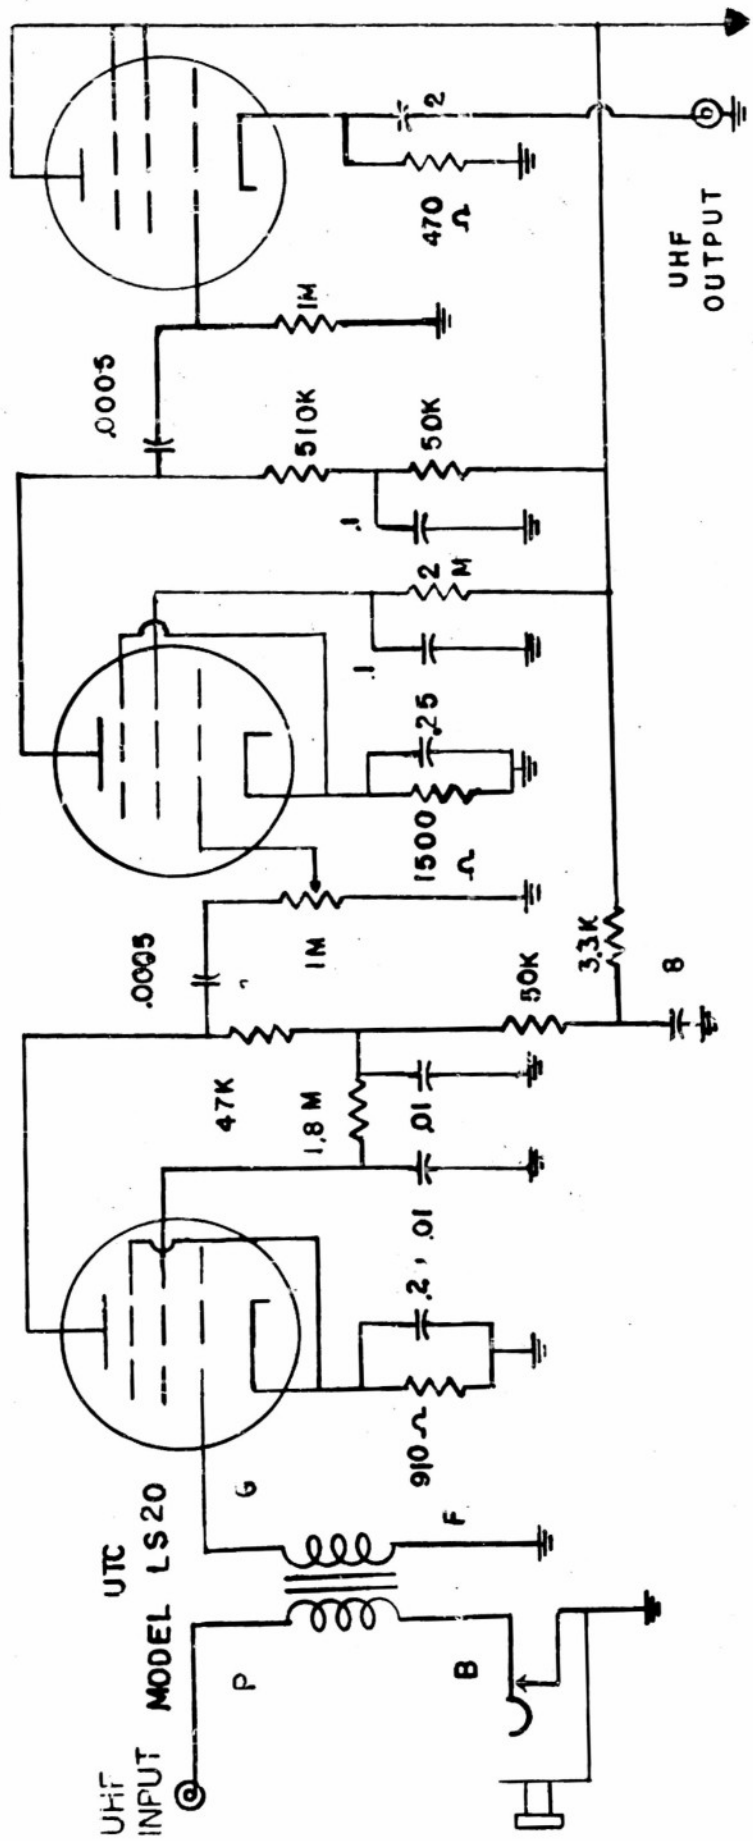 UHF
INPUT
UTC
MODEL LS20
P
B
G
F
910 Ω
.2
.01
1.8 M
.01
47K
50K
8
3.3K
.0005
1M
1500
Ω
.25
.1
2
M
.1
510K
50K
.0005
1M
470
Ω
2
UHF
OUTPUT